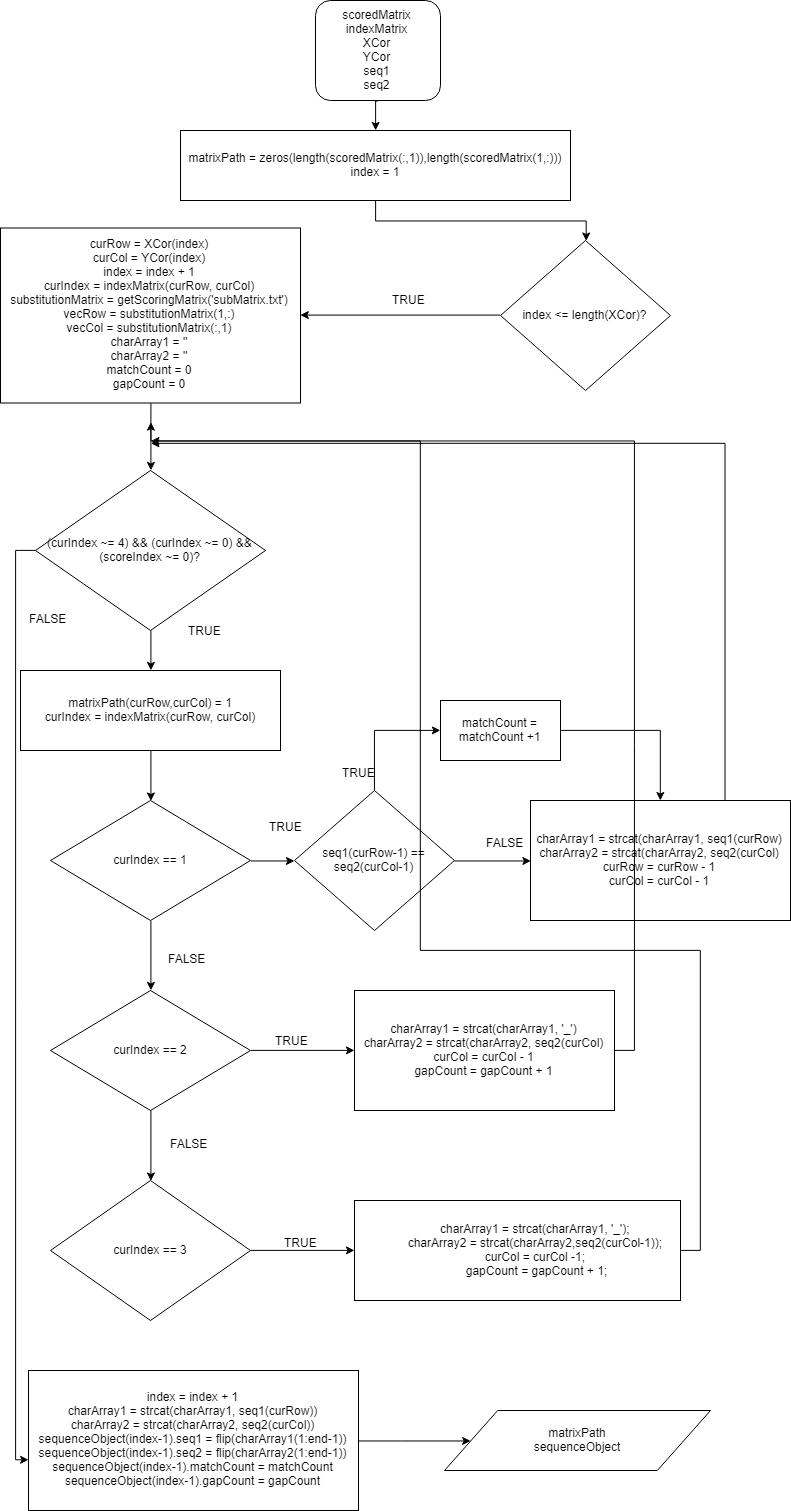 scoredMatrix
indexMatrix
XCor
YCor
seq1
seq2
matrixPath = zeros(length(scoredMatrix(:,1)),length(scoredMatrix(1,:)))
index = 1
curRow = XCor(index)
curCol = YCor(index)
index = index + 1
curIndex = indexMatrix(curRow, curCol)
substitutionMatrix = getScoringMatrix('subMatrix.txt')
vecRow = substitutionMatrix(1,:)
vecCol = substitutionMatrix(:,1)
charArray1 = ''
charArray2 = ''
matchCount = 0
gapCount = 0
TRUE
index <= length(XCor)?
(curIndex ~= 4) && (curIndex ~= 0) &&
(scoreIndex ~= 0)?
FALSE
TRUE
matrixPath(curRow,curCol) = 1
curIndex = indexMatrix(curRow, curCol)
matchCount =
matchCount +1
TRUE
curIndex == 1
TRUE
seq1(curRow-1) ==
seq2(curCol-1)
FALSE
charArray1 = strcat(charArray1, seq1(curRow)
charArray2 = strcat(charArray2, seq2(curCol)
curRow = curRow - 1
curCol = curCol - 1
FALSE
curIndex == 2
TRUE
charArray1 = strcat(charArray1, '_')
charArray2 = strcat(charArray2, seq2(curCol)
curCol = curCol - 1
gapCount = gapCount + 1
FALSE
curIndex == 3
TRUE
charArray1 = strcat(charArray1, '_');
charArray2 = strcat(charArray2,seq2(curCol-1));
curCol = curCol -1;
gapCount = gapCount + 1;
index = index + 1
charArray1 = strcat(charArray1, seq1(curRow))
charArray2 = strcat(charArray2, seq2(curCol))
sequenceObject(index-1).seq1 = flip(charArray1(1:end-1))
sequenceObject(index-1).seq2 = flip(charArray2(1:end-1))
sequenceObject(index-1).matchCount = matchCount
sequenceObject(index-1).gapCount = gapCount
matrixPath
sequenceObject